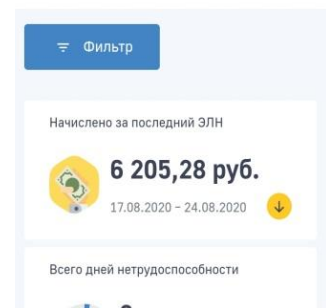 Фильтр
Начислено за последний ЭЛН
6 205,28 руб.
17.08.2020 - 24.08.2020
Всего дней нетрудоспособности